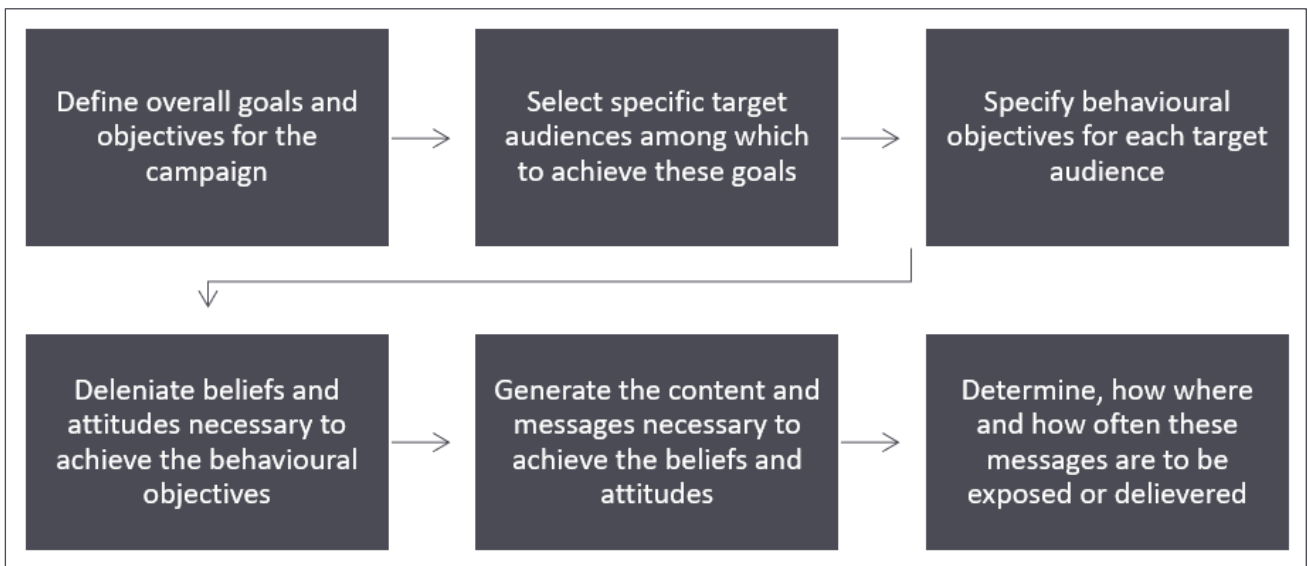 Define overall goals and
objectives for the
campaign
Select specific target
audiences among which
to achieve these goals
Specify behavioural
objectives for each target
audience
Deleniate beliefs and
attitudes necessary to
achieve the behavioural
objectives
Generate the content and
messages necessary to
achieve the beliefs and
attitudes
Determine, how where
and how often these
messages are to be
exposed or delievered